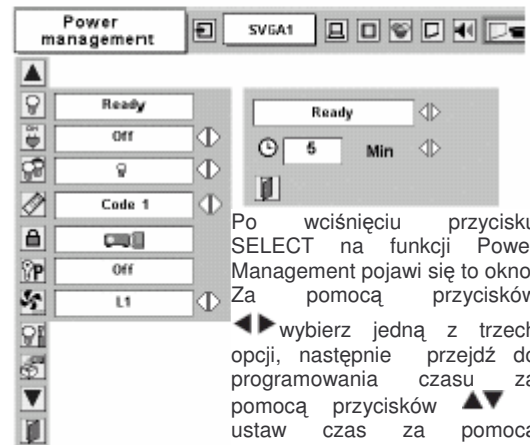 Power
management
SVGA1
Ready
Off
Code 1
Off
L1
Ready
5 Min
Po wciśnięciu przycisku
SELECT na funkcji Power
Management pojawi się to okno.
Za pomocą przycisków
◀▶wybierz jedną z trzech
opcji, następnie przejdź do
programowania czasu za
pomocą przycisków ▲▼
ustaw czas za pomocą